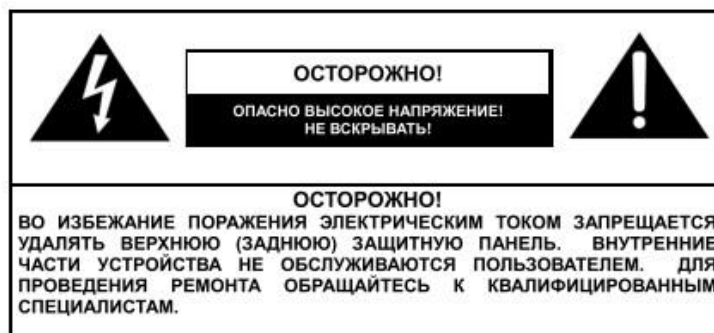 ОСТОРОЖНО!
ОПАСНО ВЫСОКОЕ НАПРЯЖЕНИЕ!
НЕ ВСКРЫВАТЬ!
ОСТОРОЖНО!
ВО ИЗБЕЖАНИЕ ПОРАЖЕНИЯ ЭЛЕКТРИЧЕСКИМ ТОКОМ ЗАПРЕЩАЕТСЯ
УДАЛЯТЬ ВЕРХНЮЮ (ЗАДНЮЮ) ЗАЩИТНУЮ ПАНЕЛЬ. ВНУТРЕННИЕ
ЧАСТИ УСТРОЙСТВА НЕ ОБСЛУЖИВАЮТСЯ ПОЛЬЗОВАТЕЛЕМ. ДЛЯ
ПРОВЕДЕНИЯ РЕМОНТА ОБРАЩАЙТЕСЬ К КВАЛИФИЦИРОВАННЫМ
СПЕЦИАЛИСТАМ.